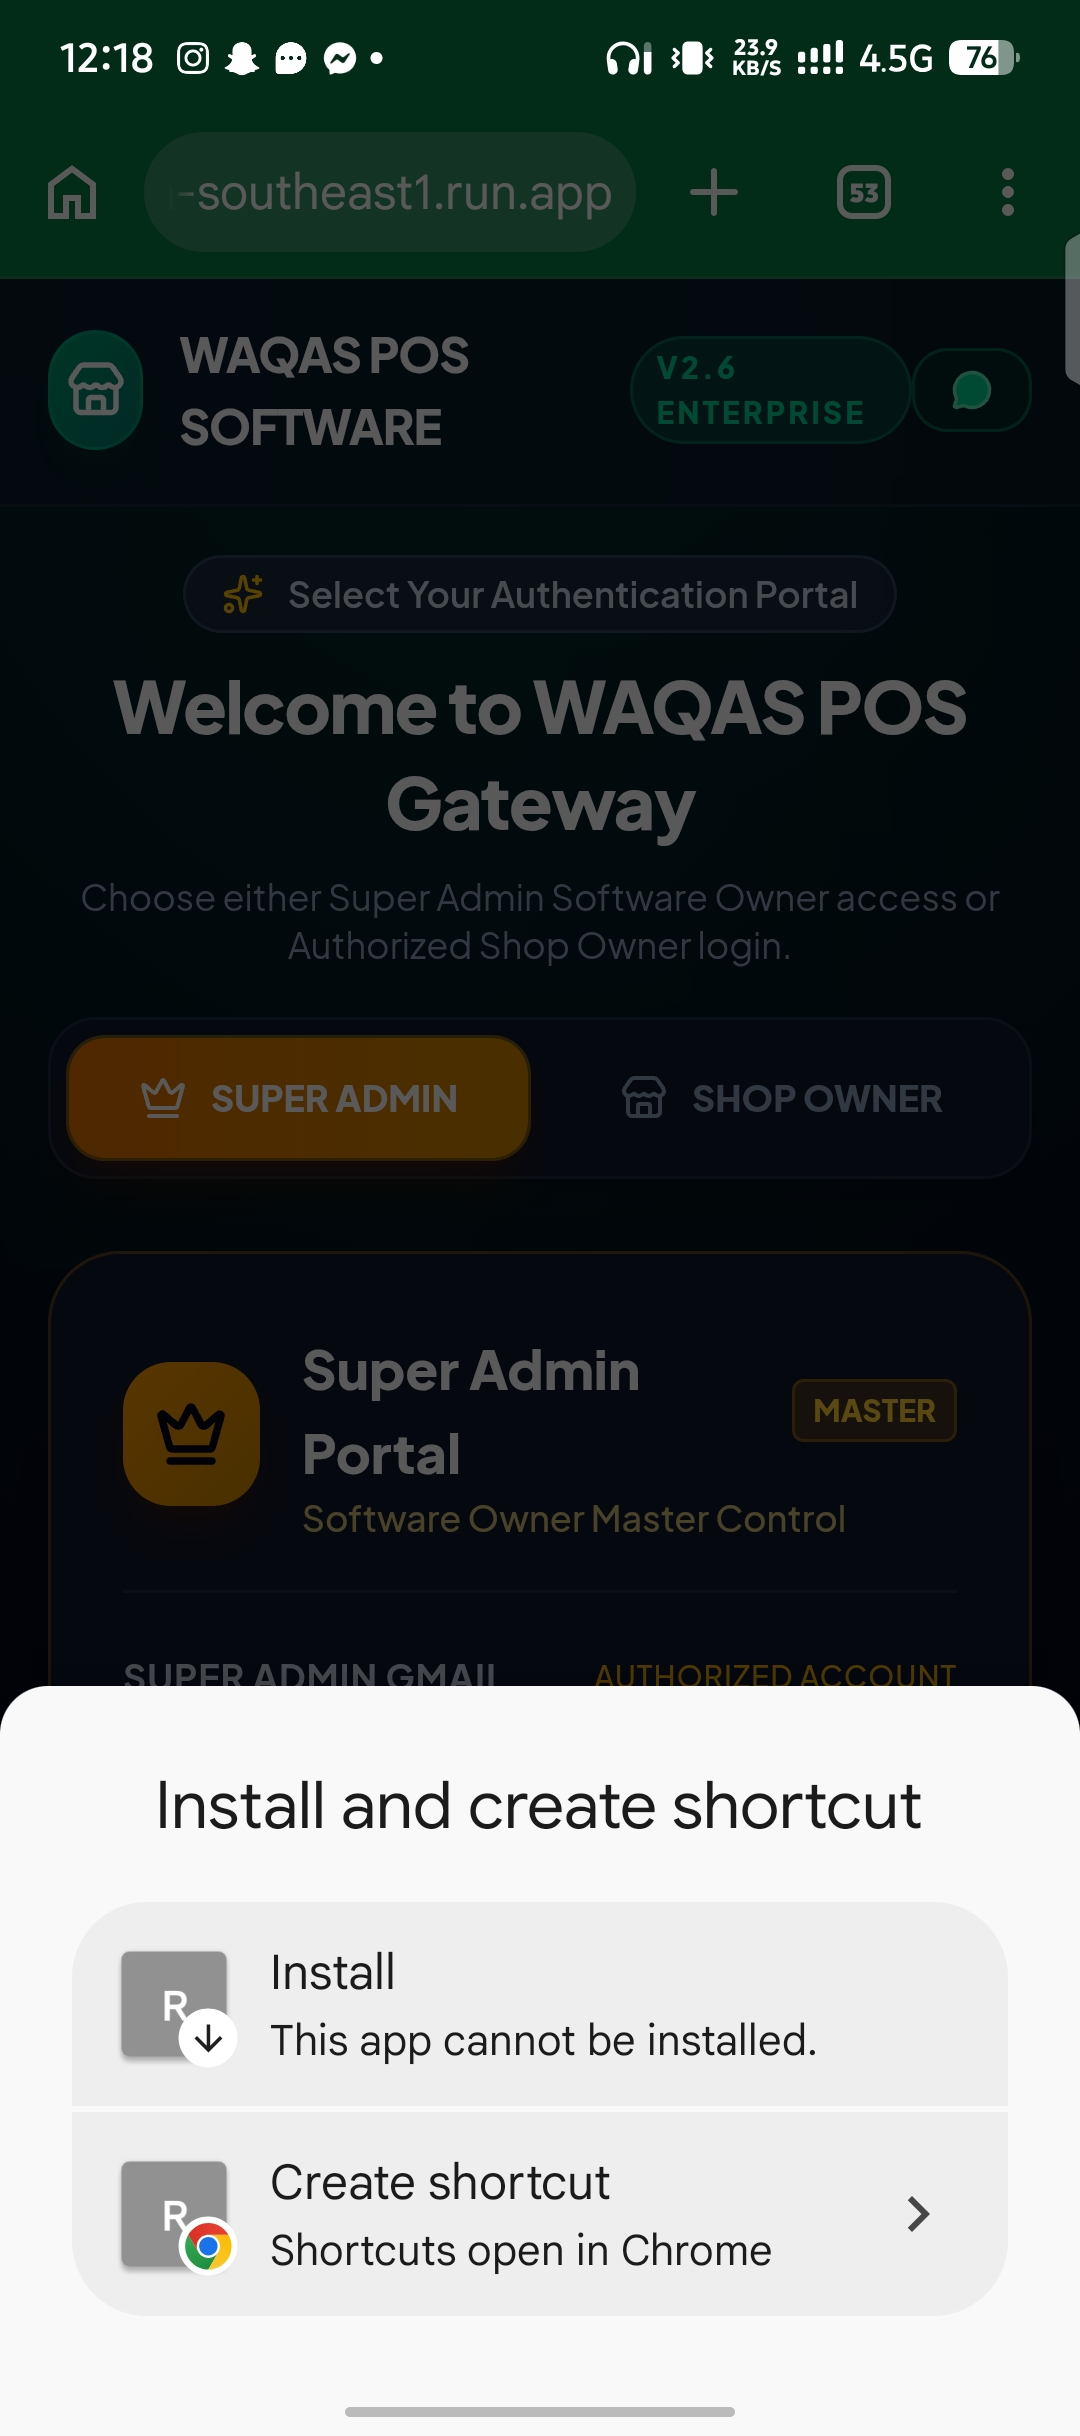 12:18
23.9
KB/S
4.5G
76
-southeast1.run.app
53
WAQAS POS
SOFTWARE
V2.6
ENTERPRISE
Select Your Authentication Portal
Welcome to WAQAS POS
Gateway
Choose either Super Admin Software Owner access or
Authorized Shop Owner login.
SUPER ADMIN
SHOP OWNER
Super Admin
Portal
MASTER
Software Owner Master Control
SUPER ADMIN GMAIL
AUTHORIZED ACCOUNT
Install and create shortcut
R
Install
This app cannot be installed.
R
Create shortcut
Shortcuts open in Chrome